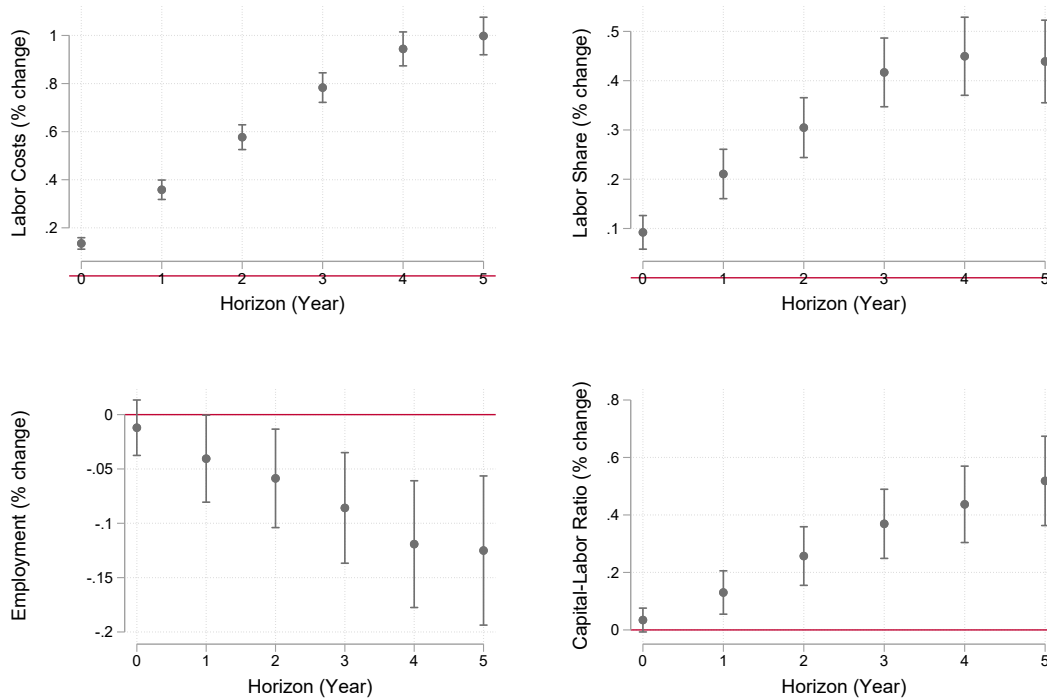 Labor Costs (% change)
1
.8
.6
.4
.2
0 1 2 3 4 5
Horizon (Year)
Labor Share (% change)
.5
.4
.3
.2
.1
0 1 2 3 4 5
Horizon (Year)
Employment (% change)
0
-.05
-.1
-.15
-.2
0 1 2 3 4 5
Horizon (Year)
Capital-Labor Ratio (% change)
.8
.6
.4
.2
0
0 1 2 3 4 5
Horizon (Year)